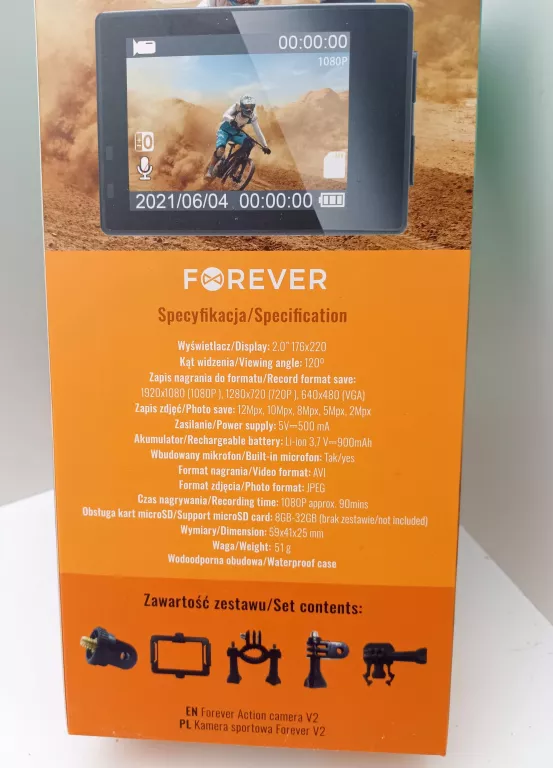 00:00:00
1080P
2021/06/04 00:00:00
FOREVER
Specyfikacja/Specification
Wyświetlacz/Display: 2.0" 176x220
Kąt widzenia/Viewing angle: 120º
Zapis nagrania do formatu/Record format save:
1920x1080 (1080P ), 1280x720 (720P ), 640x480 (VGA)
Zapis zdjęć/Photo save: 12Mpx, 10Mpx, 8Mpx, 5Mpx, 2Mpx
Zasilanie/Power supply: 5V⎓500 mA
Akumulator/Rechargeable battery: Li-Ion 3,7 V⎓900mAh
Wbudowany mikrofon/Built-in microfon: Tak/yes
Format nagrania/Video format: AVI
Format zdjęcia/Photo format: JPEG
Czas nagrywania/Recording time: 1080P approx. 90mins
Obsługa kart microSD/Support microSD card: 8GB-32GB (brak zestawie/not included)
Wymiary/Dimension: 59x41x25 mm
Waga/Weight: 51 g
Wodoodporna obudowa/Waterproof case
Zawartość zestawu/Set contents:
EN Forever Action camera V2
PL Kamera sportowa Forever V2